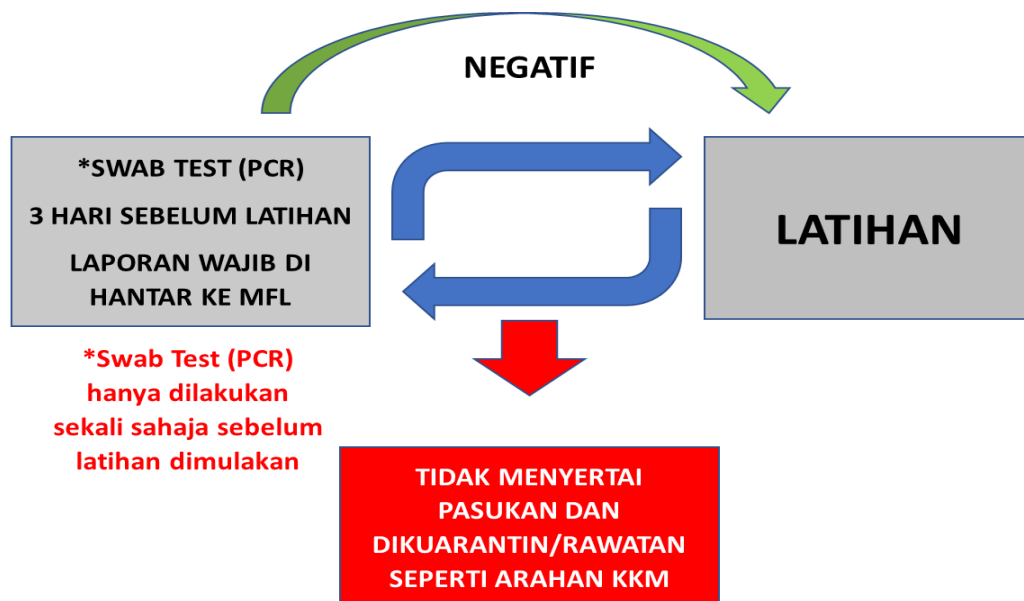 NEGATIF
*SWAB TEST (PCR)
3 HARI SEBELUM LATIHAN
LAPORAN WAJIB DI
HANTAR KE MFL
LATIHAN
*Swab Test (PCR)
hanya dilakukan
sekali sahaja sebelum
latihan dimulakan
TIDAK MENYERTAI
PASUKAN DAN
DIKUARANTIN/RAWATAN
SEPERTI ARAHAN KKM